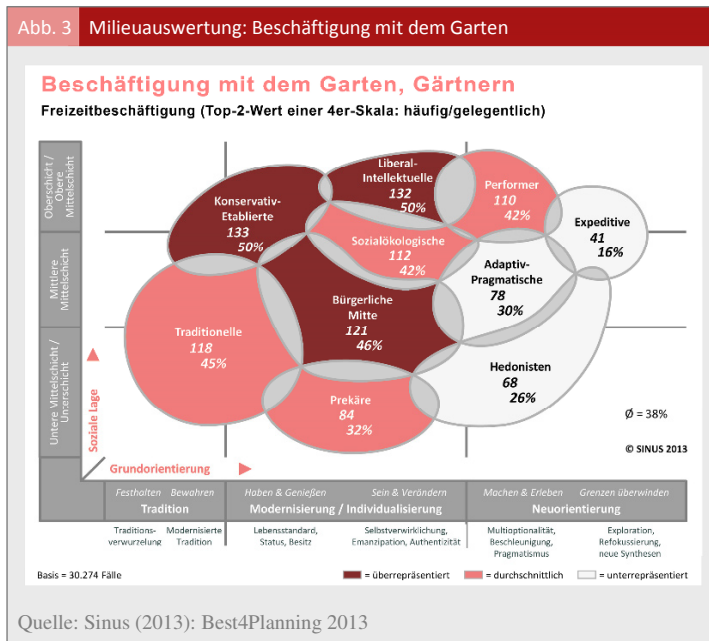 Abb. 3 Milieuauswertung: Beschäftigung mit dem Garten
Beschäftigung mit dem Garten, Gärtnern
Freizeitbeschäftigung (Top-2-Wert einer 4er-Skala: häufig/gelegentlich)
Oberschicht /
Obere
Mittelschicht
Mittlere
Mittelschicht
Untere Mittelschicht /
Unterschicht
Soziale Lage
Konservativ-
Etablierte
133
50%
Liberal-
Intellektuelle
132
50%
Performer
110
42%
Expeditive
41
16%
Sozialökologische
112
42%
Adaptiv-
Pragmatische
78
30%
Bürgerliche
Mitte
121
46%
Traditionelle
118
45%
Hedonisten
68
26%
Prekäre
84
32%
Ø = 38%
© SINUS 2013
Grundorientierung
Festhalten Bewahren
Tradition
Haben & Genießen Sein & Verändern
Modernisierung / Individualisierung
Machen & Erleben Grenzen überwinden
Neuorientierung
Traditions-
verwurzelung
Modernisierte
Tradition
Lebensstandard,
Status, Besitz
Selbstverwirklichung,
Emanzipation, Authentizität
Multioptionalität,
Beschleunigung,
Pragmatismus
Exploration,
Refokussierung,
neue Synthesen
Basis = 30.274 Fälle
= überrepräsentiert = durchschnittlich = unterrepräsentiert
Quelle: Sinus (2013): Best4Planning 2013